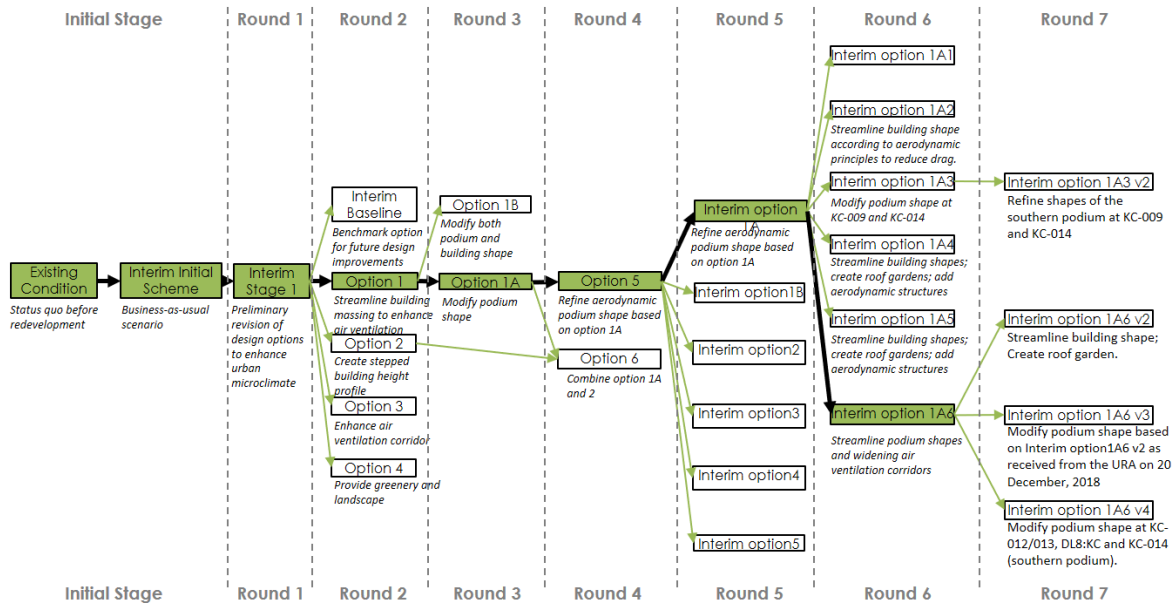 Initial Stage
Round 1
Round 2
Round 3
Round 4
Round 5
Round 6
Round 7
Existing
Condition
Status quo before
redevelopment
Interim Initial
Scheme
Business-as-usual
scenario
Interim
Stage 1
Preliminary
revision of
design options
to enhance
urban
microclimate
Interim
Baseline
Benchmark option
for future design
improvements
Option 1
Streamline building
massing to enhance
air ventilation
Option 2
Create stepped
building height
profile
Option 3
Enhance air
ventilation corridor
Option 4
Provide greenery and
landscape
Option 1B
Modify both
podium and
building shape
Option 1A
Modify podium
shape
Option 5
Refine aerodynamic
podium shape based
on option 1A
Option 6
Combine option 1A
and 2
Interim option
1A
Refine aerodynamic
podium shape based
on option 1A
Interim option1B
Interim option2
Interim option3
Interim option4
Interim option5
Interim option 1A1
Interim option 1A2
Streamline building shape
according to aerodynamic
principles to reduce drag.
Interim option 1A3
Modify podium shape at
KC-009 and KC-014
Interim option 1A4
Streamline building shapes;
create roof gardens; add
aerodynamic structures
Interim option 1A5
Streamline building shapes;
create roof gardens; add
aerodynamic structures
Interim option 1A6
Streamline podium shapes
and widening air
ventilation corridors
Interim option 1A3 v2
Refine shapes of
the southern podium at KC-009
and KC-014
Interim option 1A6 v2
Streamline building shape;
Create roof garden.
Interim option 1A6 v3
Modify podium shape based
on Interim option1A6 v2 as
received from the URA on 20
December, 2018
Interim option 1A6 v4
Modify podium shape at KC-
012/013, DL8:KC and KC-014
(southern podium).
Initial Stage
Round 1
Round 2
Round 3
Round 4
Round 5
Round 6
Round 7